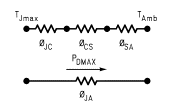 TJmax TAmb
ØJC ØCS ØSA
PDMAX
ØJA